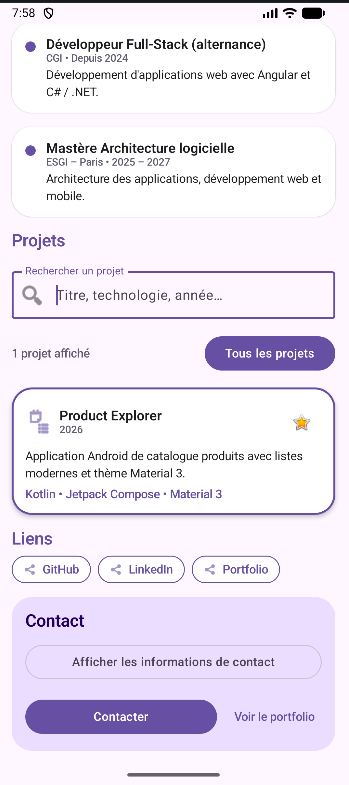 7:58
Développeur Full-Stack (alternance)
CGI • Depuis 2024
Développement d'applications web avec Angular et
C# / .NET.
Mastère Architecture logicielle
ESGI – Paris • 2025 – 2027
Architecture des applications, développement web et
mobile.
Projets
Rechercher un projet
Titre, technologie, année…
1 projet affiché
Tous les projets
Product Explorer
2026
Application Android de catalogue produits avec listes
modernes et thème Material 3.
Kotlin • Jetpack Compose • Material 3
Liens
GitHub
LinkedIn
Portfolio
Contact
Afficher les informations de contact
Contacter
Voir le portfolio